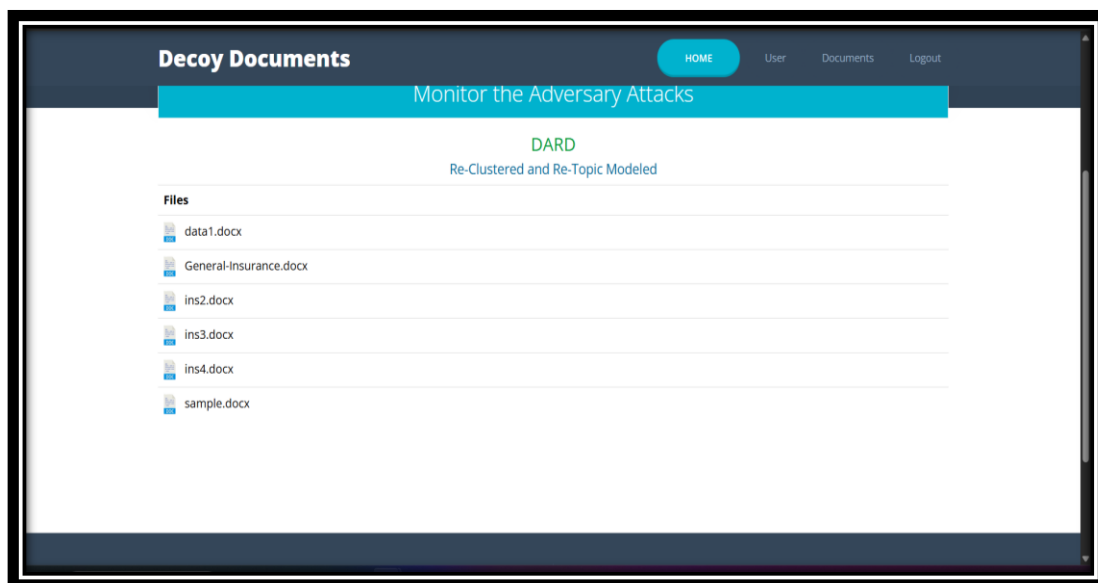 Decoy Documents HOME User Documents Logout
Monitor the Adversary Attacks
DARD
Re-Clustered and Re-Topic Modeled
Files
data1.docx
General-Insurance.docx
ins2.docx
ins3.docx
ins4.docx
sample.docx